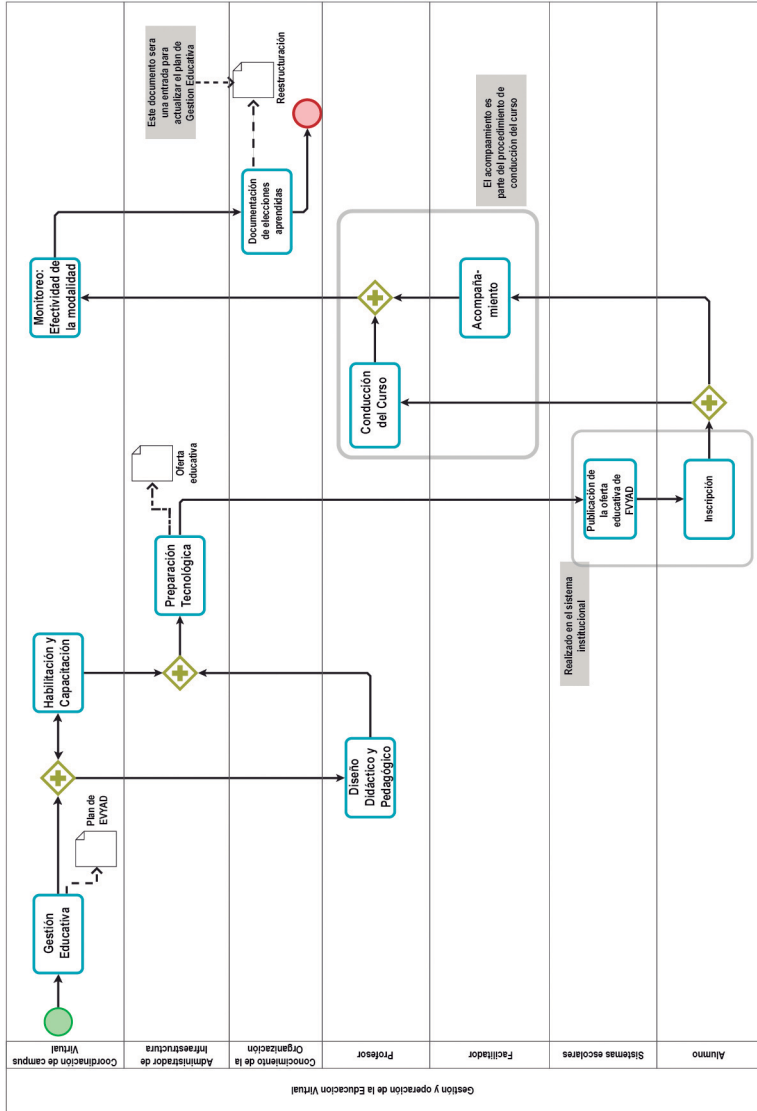 Gestión y operación de la Educacion Virtual
Coordinación de campus
Virtual
Administrador de
Infraestructura
Conocimiento de la
Organización
Profesor
Facilitador
Sistemas escolares
Alumno
Gestión
Educativa
Plan de
EVYAD
Habilitación y
Capacitación
Diseño
Didáctico y
Pedagógico
Preparación
Tecnológica
Oferta
educativa
Realizado en el sistema
institucional
Publicación de
la oferta
educativa de
FVYAD
Inscripción
Conducción
del Curso
Acompaña-
miento
El acompaamiento es
parte del procedimiento de
conducción del curso
Monitoreo:
Efectividad de
la modalidad
Documentación
de elecciones
aprendidas
Reestructuración
Este documento sera
una entrada para
actualizar el plan de
Gestion Educativa